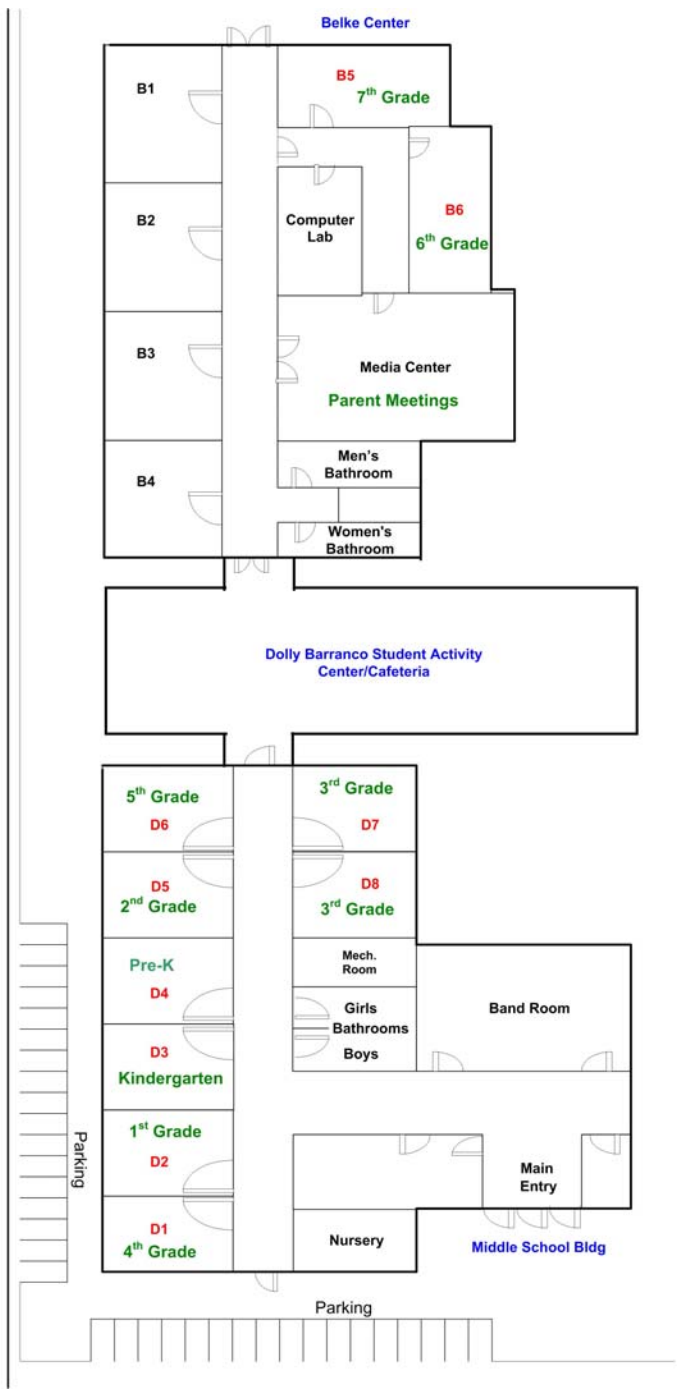 Belke Center
B1
B5
7th Grade
B2
Computer
Lab
B6
6th Grade
B3
Media Center
Parent Meetings
B4
Men's
Bathroom
Women's
Bathroom
Dolly Barranco Student Activity
Center/Cafeteria
5th Grade
D6
3rd Grade
D7
D5
2nd Grade
D8
3rd Grade
Pre-K
D4
Mech.
Room
Girls
Bathrooms
Boys
Band Room
D3
Kindergarten
1st Grade
D2
Main
Entry
D1
4th Grade
Nursery
Middle School Bldg
Parking
Parking